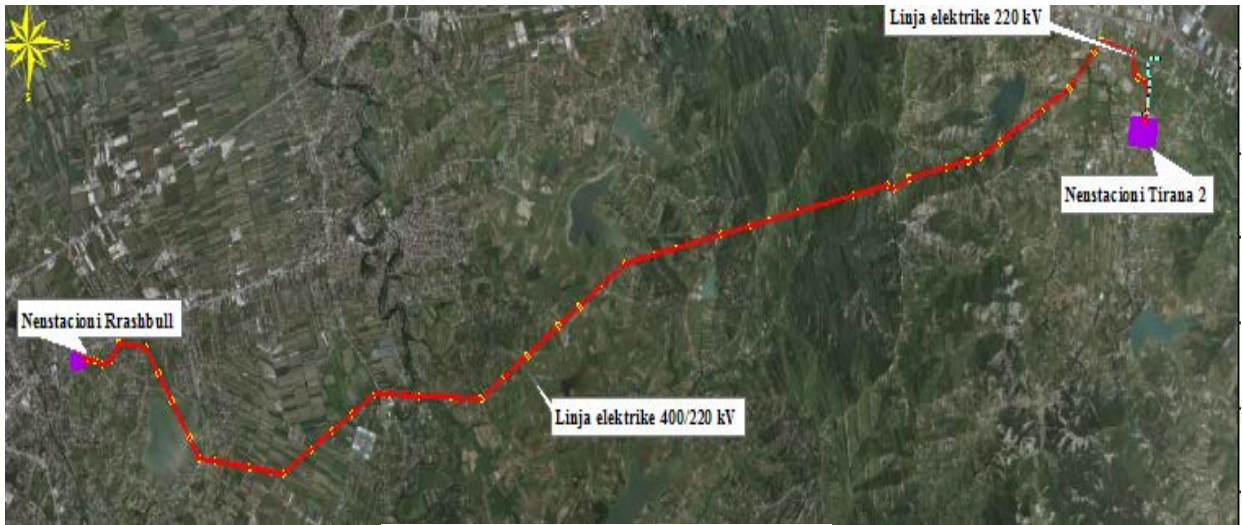 Linja elektrike 220 kV
E
S
Nenstacioni Tirana 2
Nenstacioni Rrashbull
Linja elektrike 400/220 kV